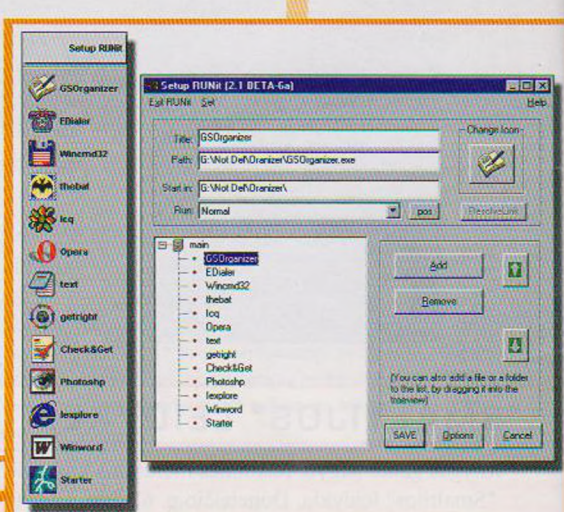 Setup RUNit
GSOrganizer
EDialer
Wincmd32
thebat
Icq
Opera
text
getright
Check&Get
Photoshp
Iexplore
Winword
Starter
Setup RUNit (2.1 BETA-6a)
Exit RUNit Set Help
Title: GSOrganizer
Path: G:\Not Def\Oranizer\GSOrganizer.exe
Start in: G:\Not Def\Oranizer\
Run: Normal pos
Change Icon
ResolveLink
main
GSOrganizer
EDialer
Wincmd32
thebat
Icq
Opera
text
getright
Check&Get
Photoshp
Iexplore
Winword
Starter
Add
Remove
(You can also add a file or a folder
to the list, by dragging it into the
treeview)
SAVE Options Cancel